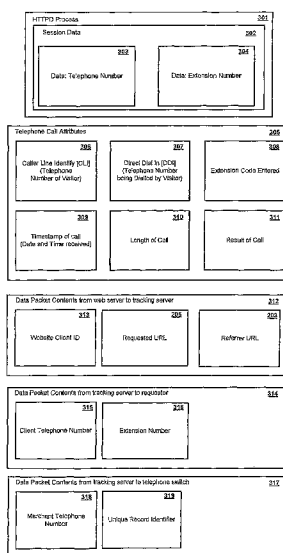 HTTPD Process 301
Session Data 302
303 304
Data: Telephone Number Data: Extension Number
Telephone Call Attributes 305
306 307 308
Caller Line Identify [CLI] Direct Dial In [DDI] Extension Code Entered
(Telephone (Telephone Number
Number of Visitor) being Dialled by Visitor)
309 310 311
Timestamp of call Length of Call Result of Call
(Date and Time received)
Data Packet Contents from web server to tracking server 312
313 205 203
Website Client ID Requested URL Referrer URL
Data Packet Contents from tracking server to requestor 314
315 316
Client Telephone Number Extension Number
Data Packet Contents from tracking server to telephone switch 317
318 319
Merchant Telephone Unique Record Identifier
Number